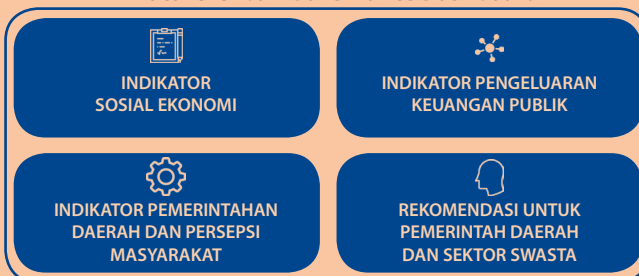 INDIKATOR
SOSIAL EKONOMI
INDIKATOR PENGELUARAN
KEUANGAN PUBLIK
INDIKATOR PEMERINTAHAN
DAERAH DAN PERSEPSI
MASYARAKAT
REKOMENDASI UNTUK
PEMERINTAH DAERAH
DAN SEKTOR SWASTA